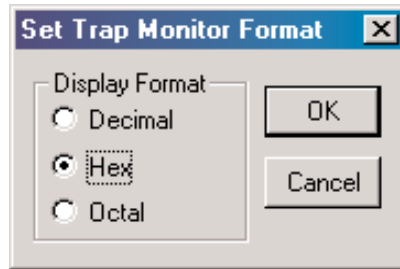 Set Trap Monitor Format
Display Format
Decimal
Hex
Octal
OK
Cancel